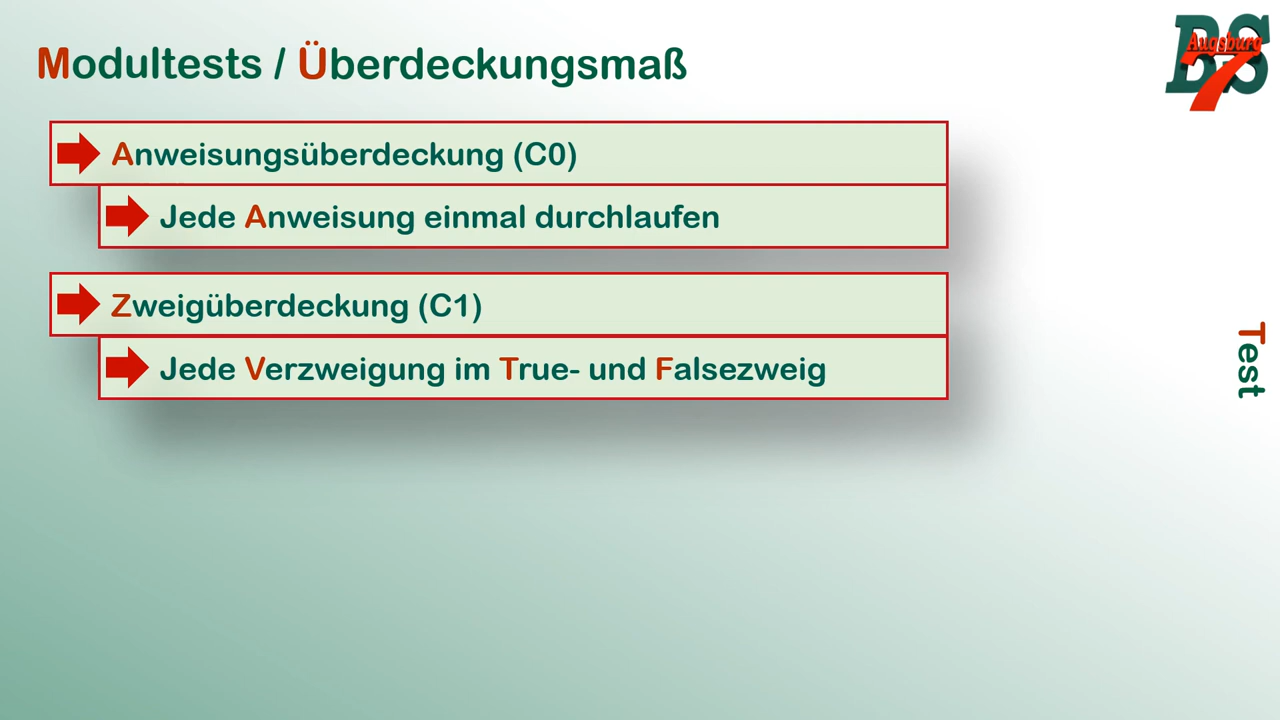 Modultests / Überdeckungsmaß
BS
Augsburg
7
Anweisungsüberdeckung (C0)
Jede Anweisung einmal durchlaufen
Zweigüberdeckung (C1)
Jede Verzweigung im True- und Falsezweig
Test